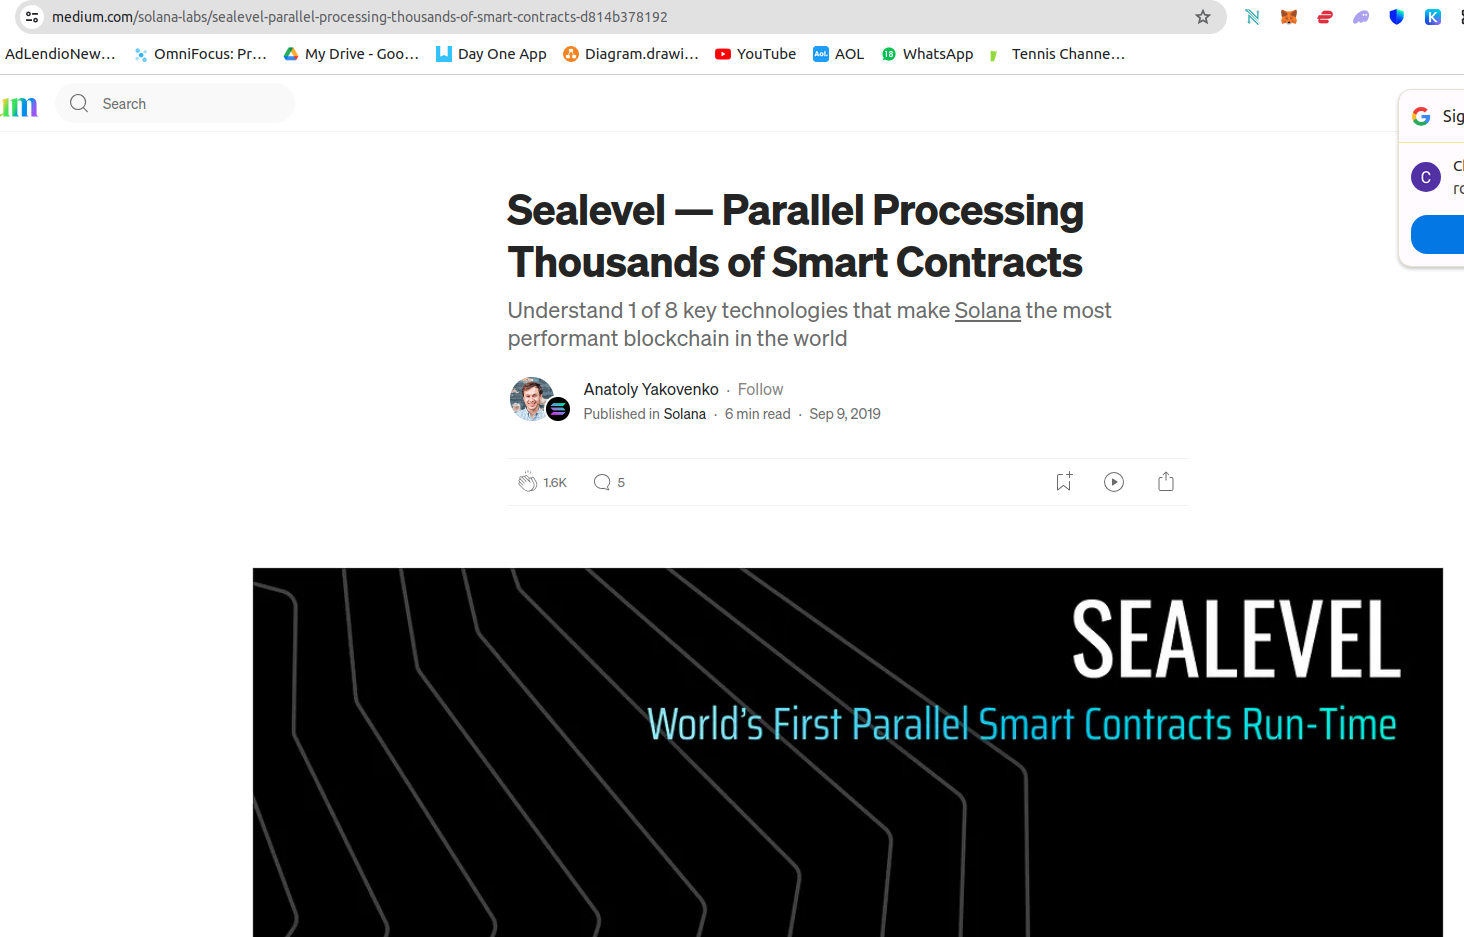 medium.com/solana-labs/sealevel-parallel-processing-thousands-of-smart-contracts-d814b378192
AdLendioNew... OmniFocus: Pr... My Drive - Goo... Day One App Diagram.drawi... YouTube AOL WhatsApp Tennis Channe...
um Search
Sig
Cl
ro
C
Sealevel — Parallel Processing
Thousands of Smart Contracts
Understand 1 of 8 key technologies that make Solana the most
performant blockchain in the world
Anatoly Yakovenko · Follow
Published in Solana · 6 min read · Sep 9, 2019
1.6K 5
SEALEVEL
World's First Parallel Smart Contracts Run-Time